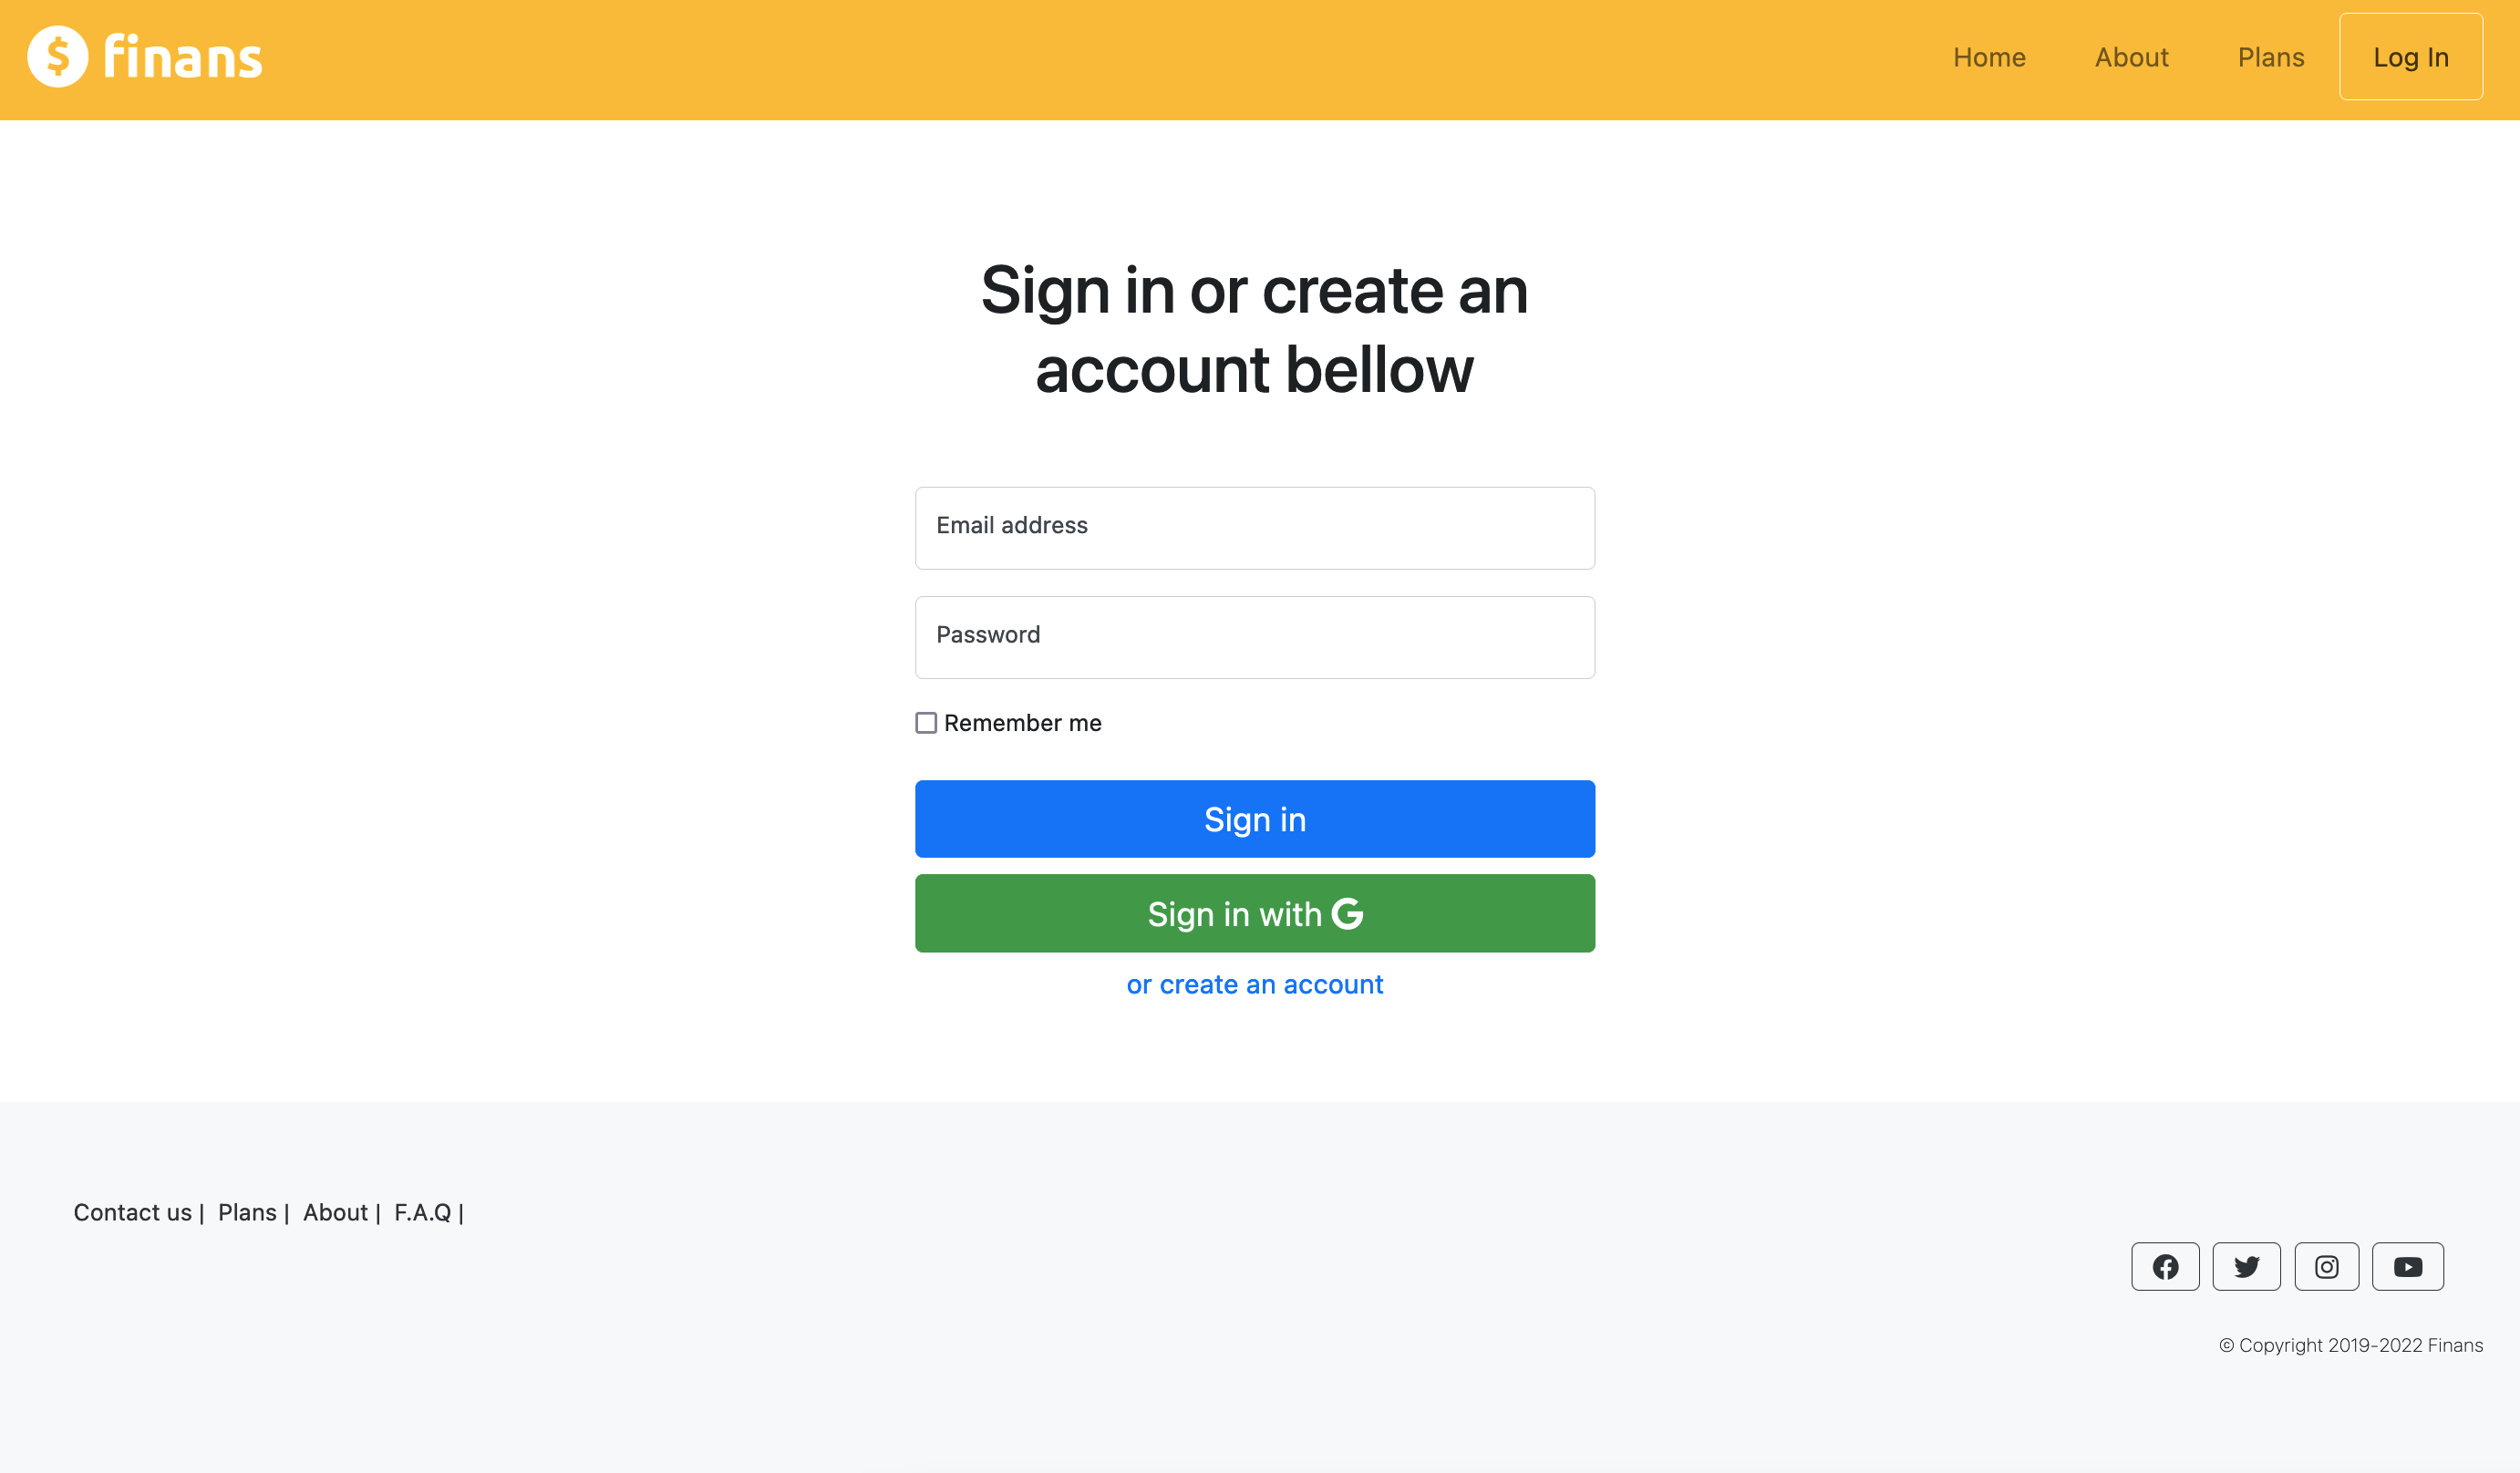 $ finans
Home About Plans Log In
Sign in or create an
account bellow
Email address
Password
Remember me
Sign in
Sign in with G
or create an account
Contact us | Plans | About | F.A.Q |
© Copyright 2019-2022 Finans